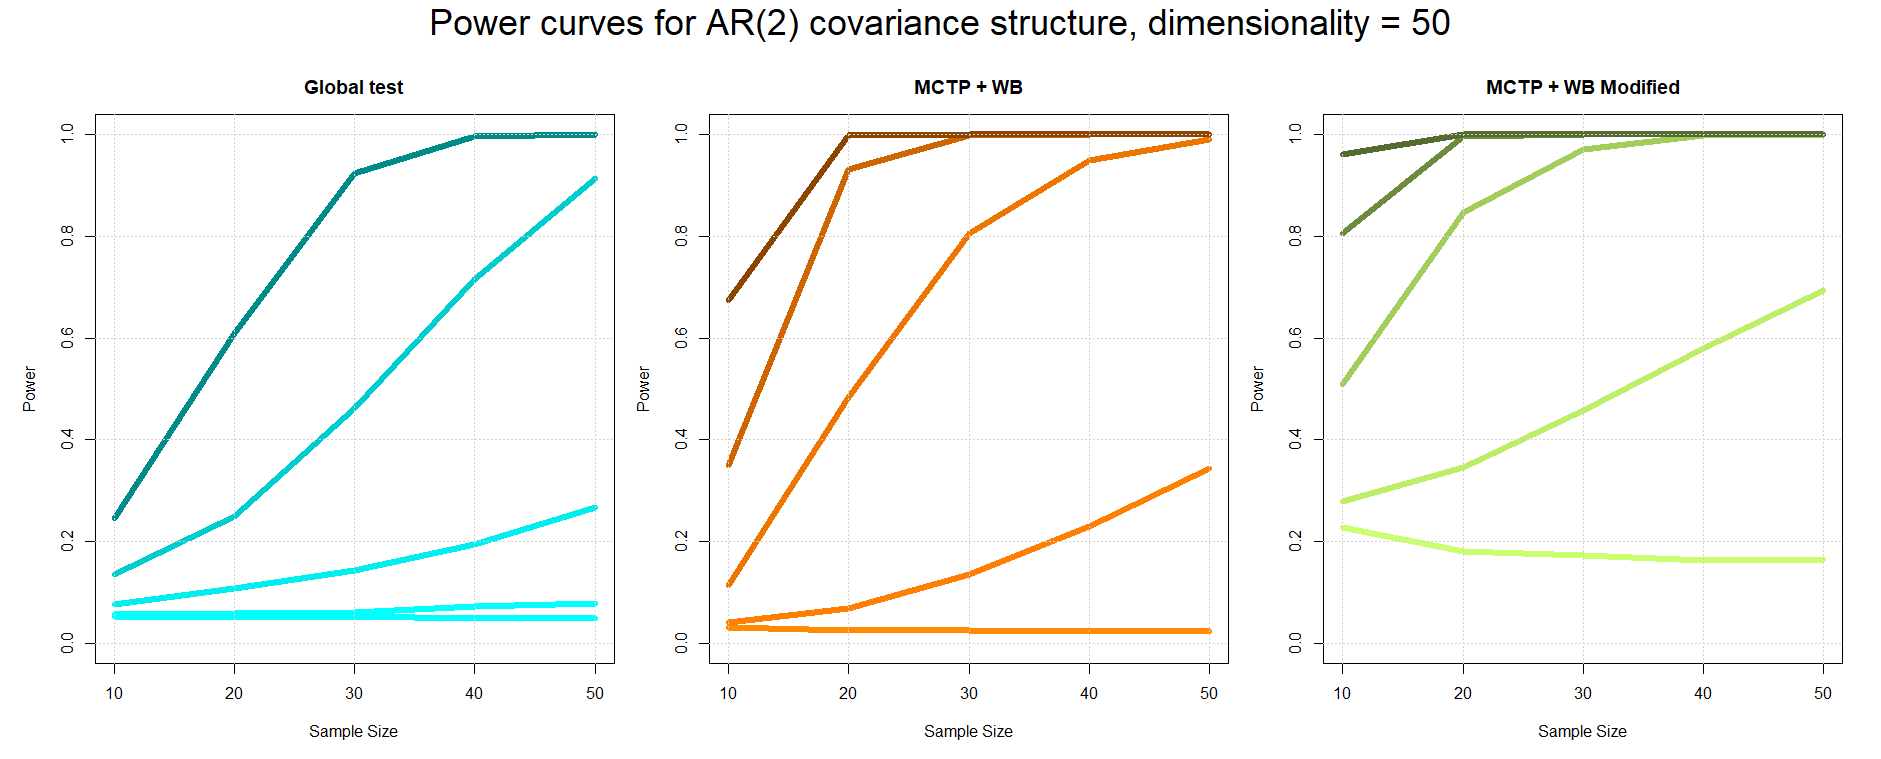 Power curves for AR(2) covariance structure, dimensionality = 50
Global test
1.0
0.8
0.6
0.4
0.2
0.0
Power
10 20 30 40 50
Sample Size
MCTP + WB
1.0
0.8
0.6
0.4
0.2
0.0
Power
10 20 30 40 50
Sample Size
MCTP + WB Modified
1.0
0.8
0.6
0.4
0.2
0.0
Power
10 20 30 40 50
Sample Size